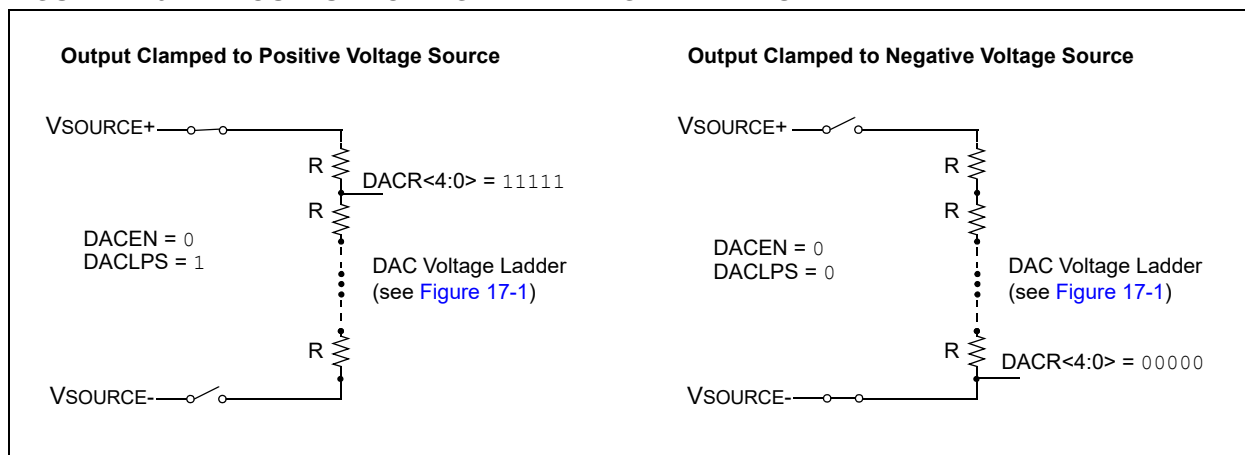 Output Clamped to Positive Voltage Source
VSOURCE+
R
DACR<4:0> = 11111
R
DACEN = 0
DACLPS = 1
DAC Voltage Ladder
(see Figure 17-1)
R
VSOURCE-
Output Clamped to Negative Voltage Source
VSOURCE+
R
R
DACEN = 0
DACLPS = 0
DAC Voltage Ladder
(see Figure 17-1)
R
DACR<4:0> = 00000
VSOURCE-